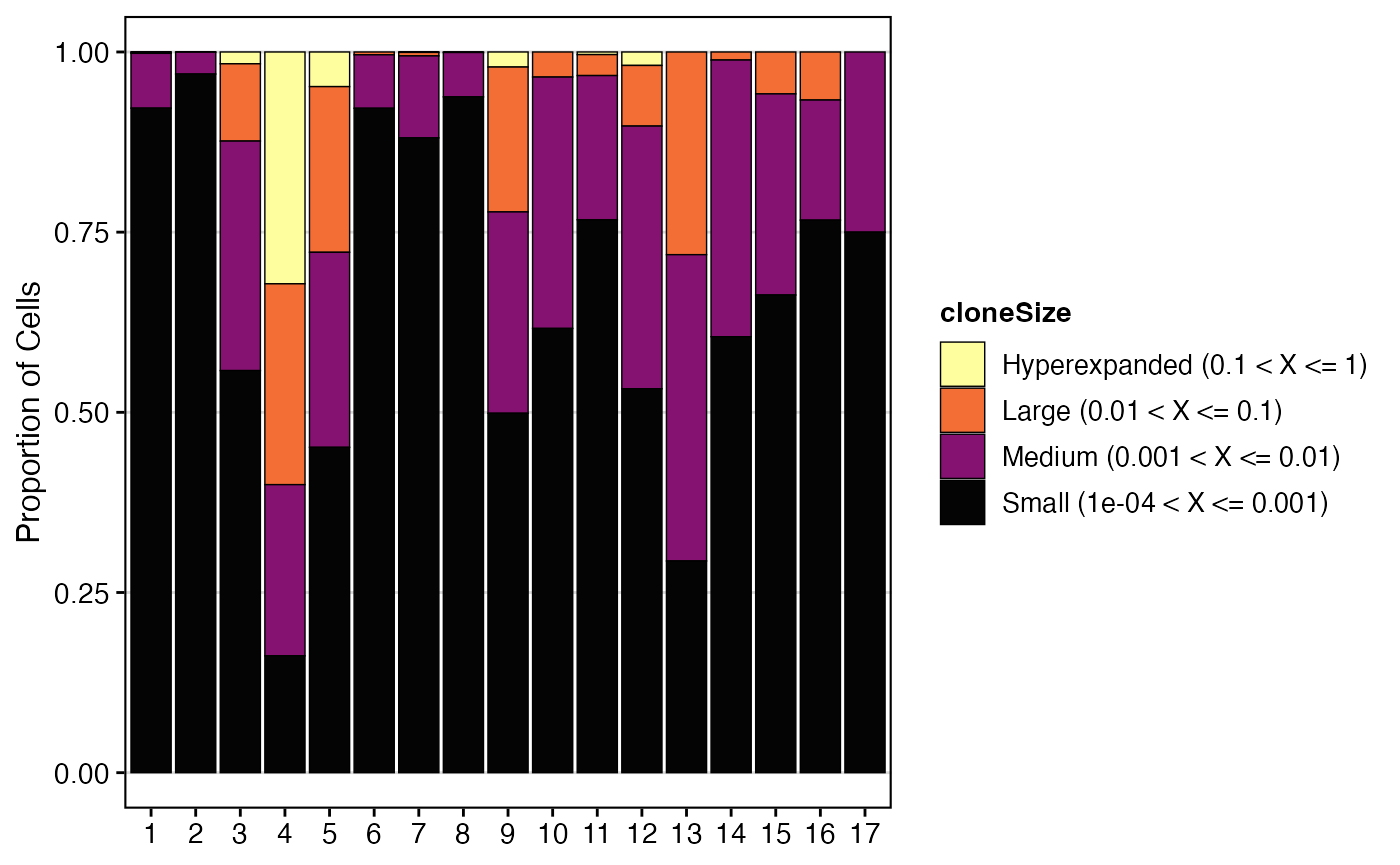 Proportion of Cells
1.00
0.75
0.50
0.25
0.00
1 2 3 4 5 6 7 8 9 10 11 12 13 14 15 16 17
cloneSize
Hyperexpanded (0.1 < X <= 1)
Large (0.01 < X <= 0.1)
Medium (0.001 < X <= 0.01)
Small (1e-04 < X <= 0.001)